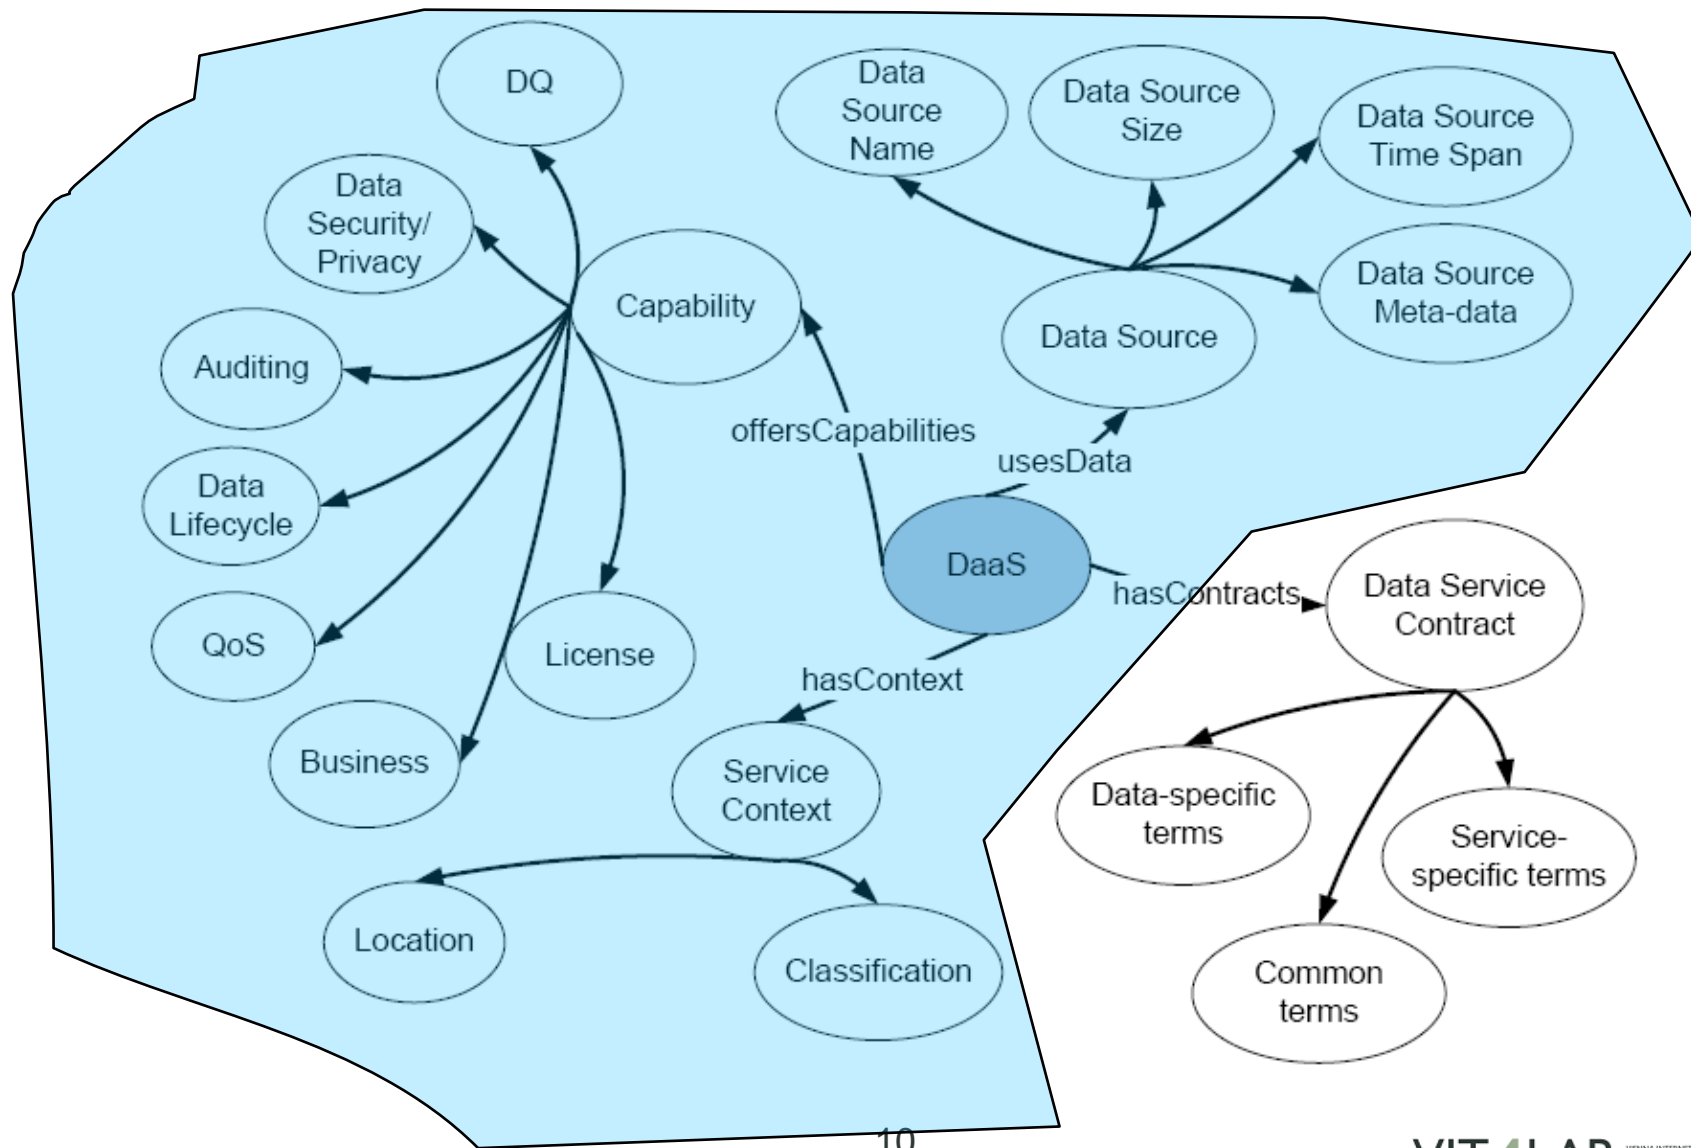 DQ
Data
Source
Name
Data Source
Size
Data Source
Time Span
Data
Security/
Privacy
Capability
Data Source
Data Source
Meta-data
Auditing
offersCapabilities
usesData
Data
Lifecycle
DaaS
hasContracts
Data Service
Contract
QoS
License
hasContext
Business
Service
Context
Data-specific
terms
Service-
specific terms
Location
Classification
Common
terms
10